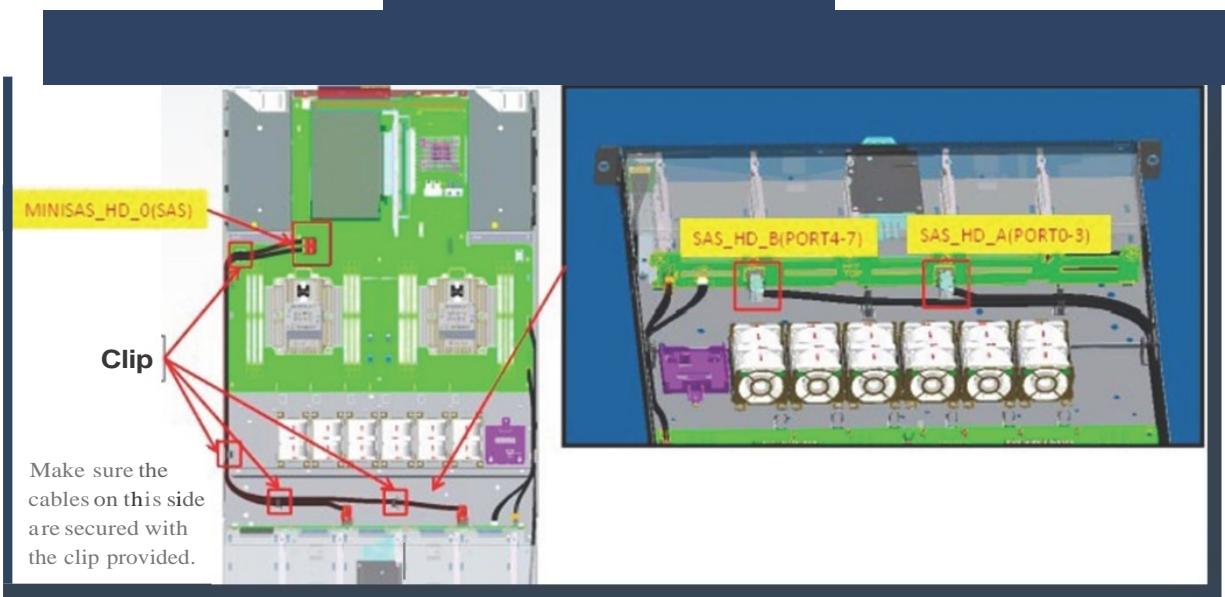 MINISAS_HD_0(SAS)
Clip
Make sure the
cables on this side
are secured with
the clip provided.
SAS_HD_B(PORT4-7)
SAS_HD_A(PORT0-3)